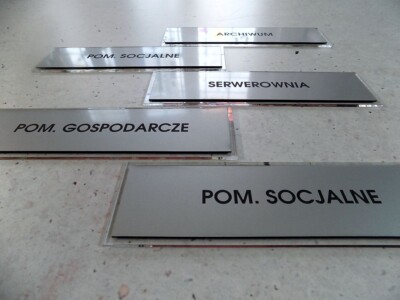 ARCHIWUM
POM. SOCJALNE
SERWEROWNIA
POM. GOSPODARCZE
POM. SOCJALNE